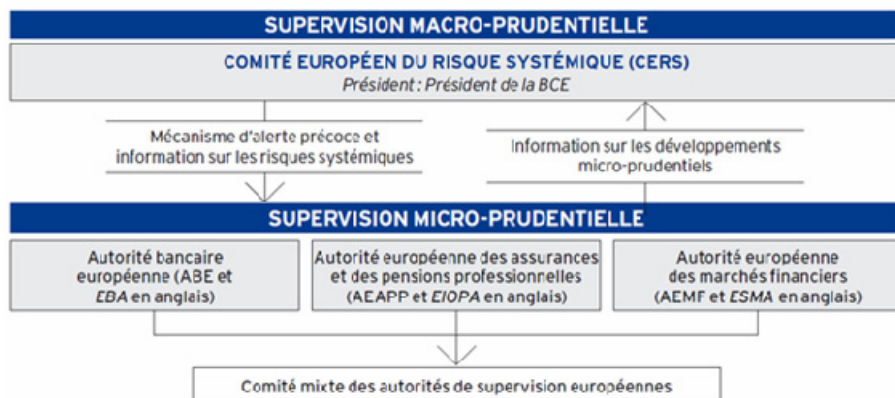 SUPERVISION MACRO-PRUDENTIELLE
COMITÉ EUROPÉEN DU RISQUE SYSTÉMIQUE (CERS)
Président : Président de la BCE
Mécanisme d'alerte précoce et
information sur les risques systémiques
Information sur les développements
micro-prudentiels
SUPERVISION MICRO-PRUDENTIELLE
Autorité bancaire
européenne (ABE et
EBA en anglais)
Autorité européenne des assurances
et des pensions professionnelles
(AEAPP et EIOPA en anglais)
Autorité européenne
des marchés financiers
(AEMF et ESMA en anglais)
Comité mixte des autorités de supervision européennes